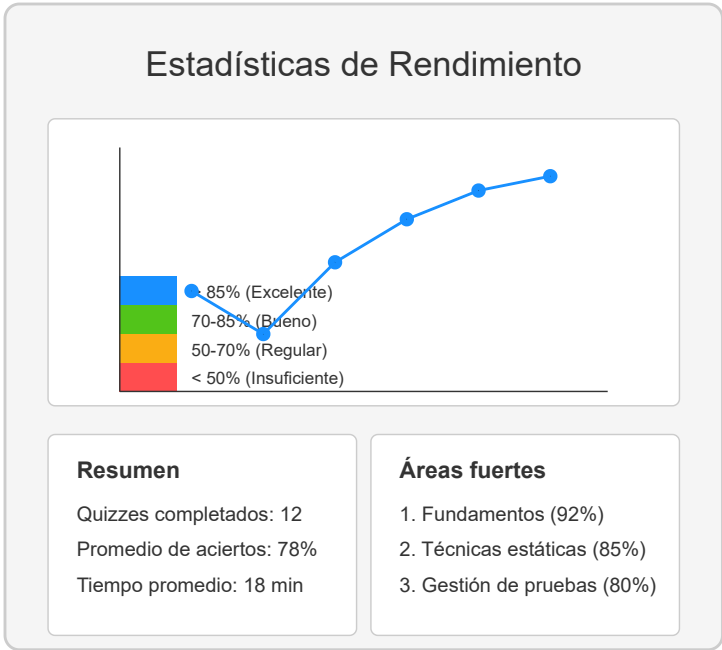 Estadísticas de Rendimiento
> 85% (Excelente)
70-85% (Bueno)
50-70% (Regular)
< 50% (Insuficiente)
Resumen
Quizzes completados: 12
Promedio de aciertos: 78%
Tiempo promedio: 18 min
Áreas fuertes
1. Fundamentos (92%)
2. Técnicas estáticas (85%)
3. Gestión de pruebas (80%)